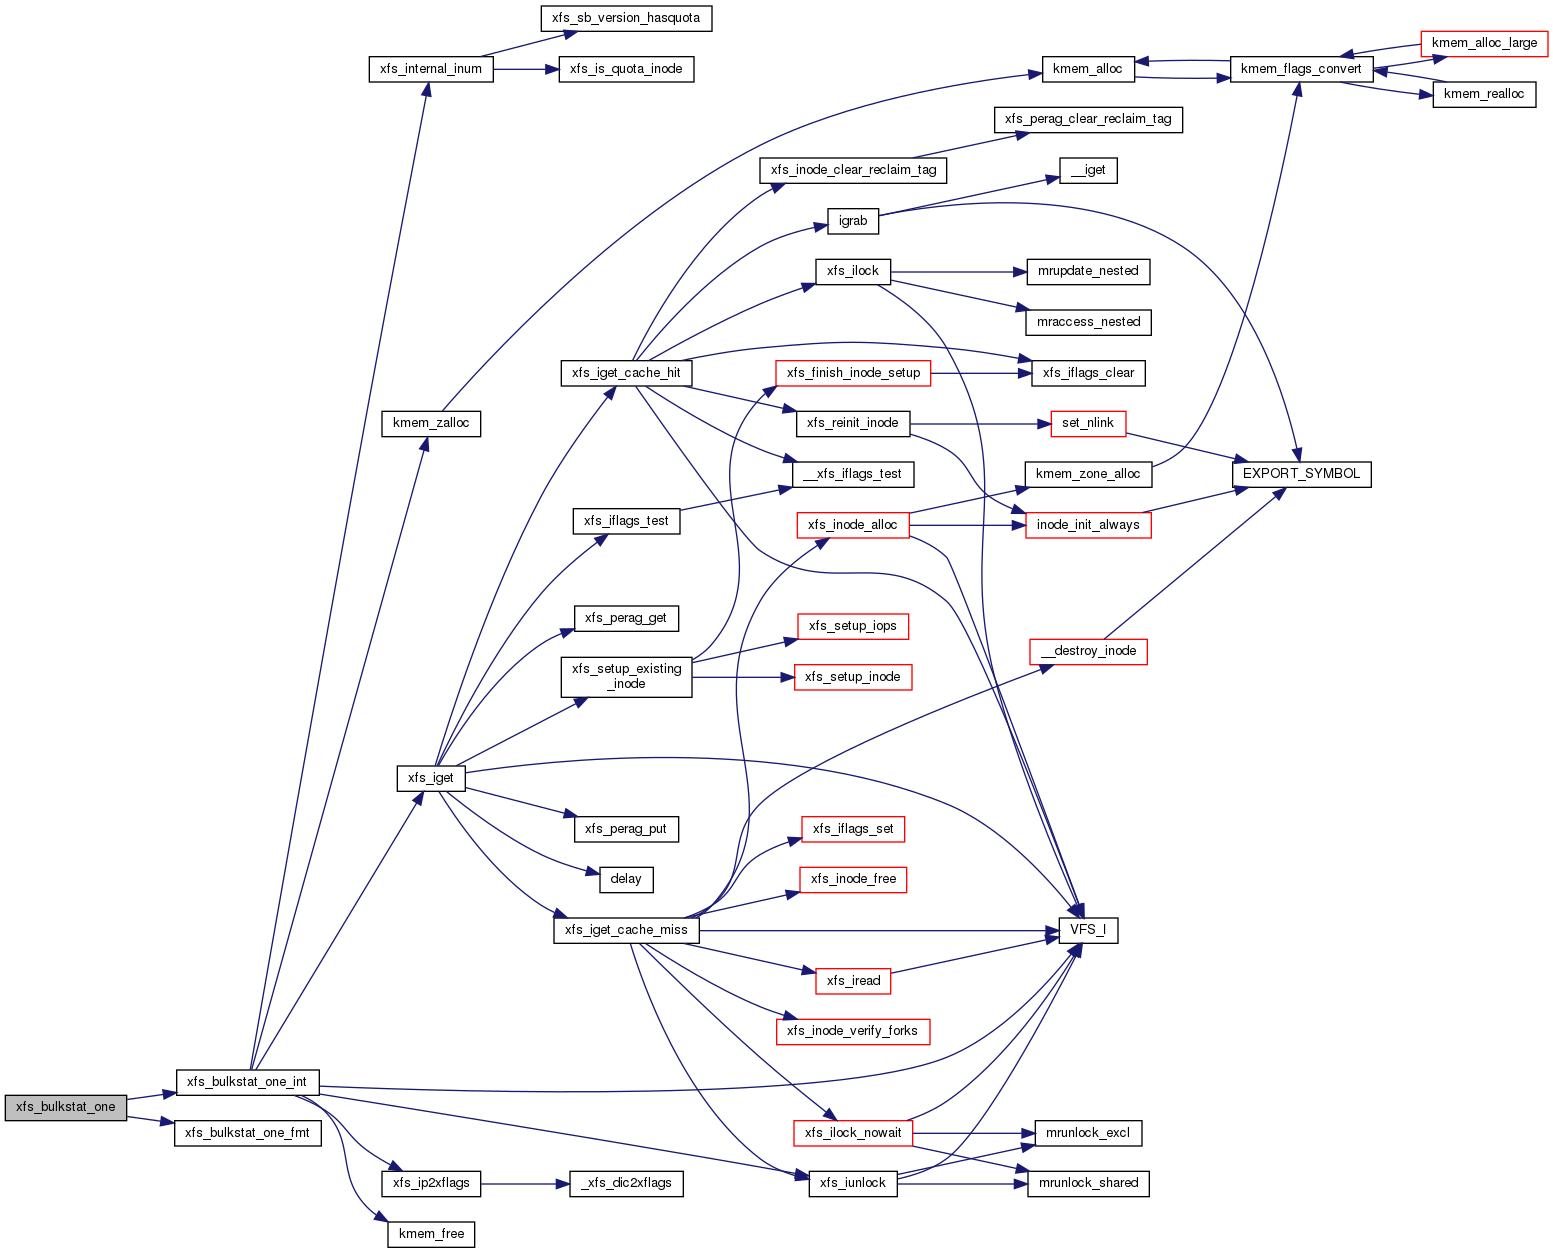 xfs_sb_version_hasquota
kmem_alloc_large
xfs_internal_inum
xfs_is_quota_inode
kmem_alloc
kmem_flags_convert
kmem_realloc
xfs_perag_clear_reclaim_tag
xfs_inode_clear_reclaim_tag
__iget
igrab
xfs_ilock
mrupdate_nested
mraccess_nested
xfs_iget_cache_hit
xfs_finish_inode_setup
xfs_iflags_clear
kmem_zalloc
xfs_reinit_inode
set_nlink
__xfs_iflags_test
kmem_zone_alloc
EXPORT_SYMBOL
xfs_iflags_test
xfs_inode_alloc
inode_init_always
xfs_perag_get
xfs_setup_iops
__destroy_inode
xfs_setup_existing
_inode
xfs_setup_inode
xfs_iget
xfs_perag_put
xfs_iflags_set
delay
xfs_inode_free
xfs_iget_cache_miss
VFS_I
xfs_iread
xfs_inode_verify_forks
xfs_bulkstat_one_int
xfs_bulkstat_one
xfs_bulkstat_one_fmt
xfs_ilock_nowait
mrunlock_excl
xfs_ip2xflags
_xfs_dic2xflags
xfs_iunlock
mrunlock_shared
kmem_free